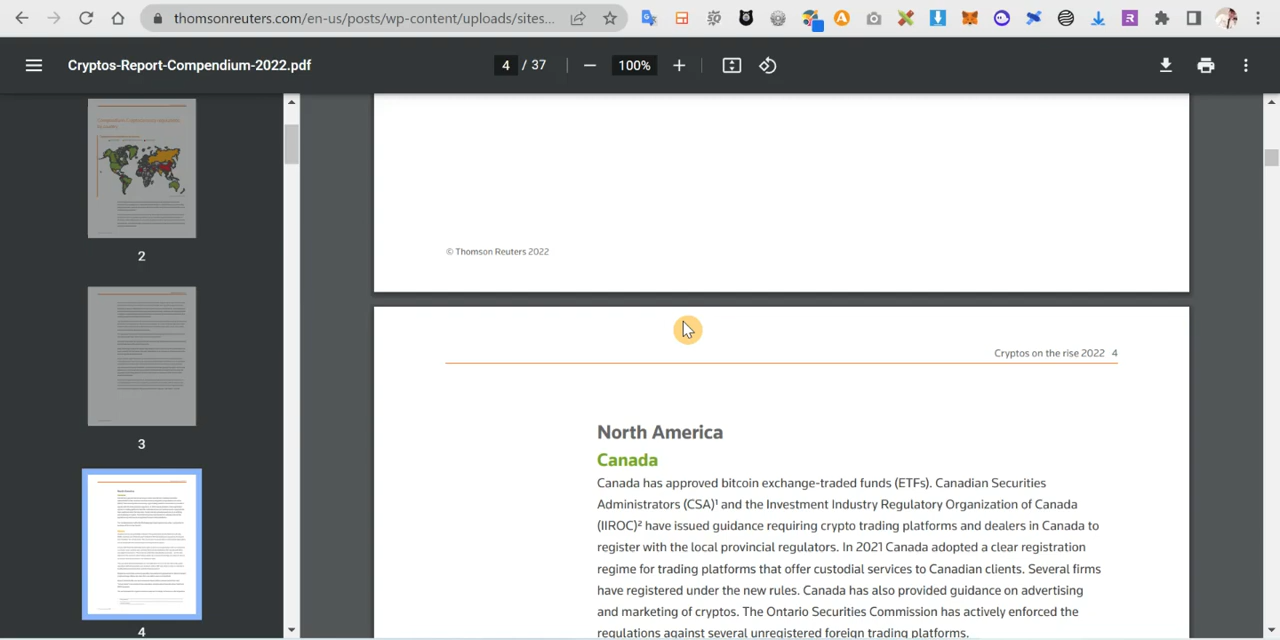 thomsonreuters.com/en-us/posts/wp-content/uploads/sites...
Cryptos-Report-Compendium-2022.pdf
4 / 37
100%
2
3
4
© Thomson Reuters 2022
Cryptos on the rise 2022 4
North America
Canada
Canada has approved bitcoin exchange-traded funds (ETFs). Canadian Securities
Administrators (CSA)¹ and the Investment Industry Regulatory Organization of Canada
(IIROC)² have issued guidance requiring crypto trading platforms and dealers in Canada to
register with the local provincial regulators. In 2021 Canada adopted a clear registration
regime for trading platforms that offer custodial services to Canadian clients. Several firms
have registered under the new rules. Canada has also provided guidance on advertising
and marketing of cryptos. The Ontario Securities Commission has actively enforced the
regulations against several unregistered foreign trading platforms.